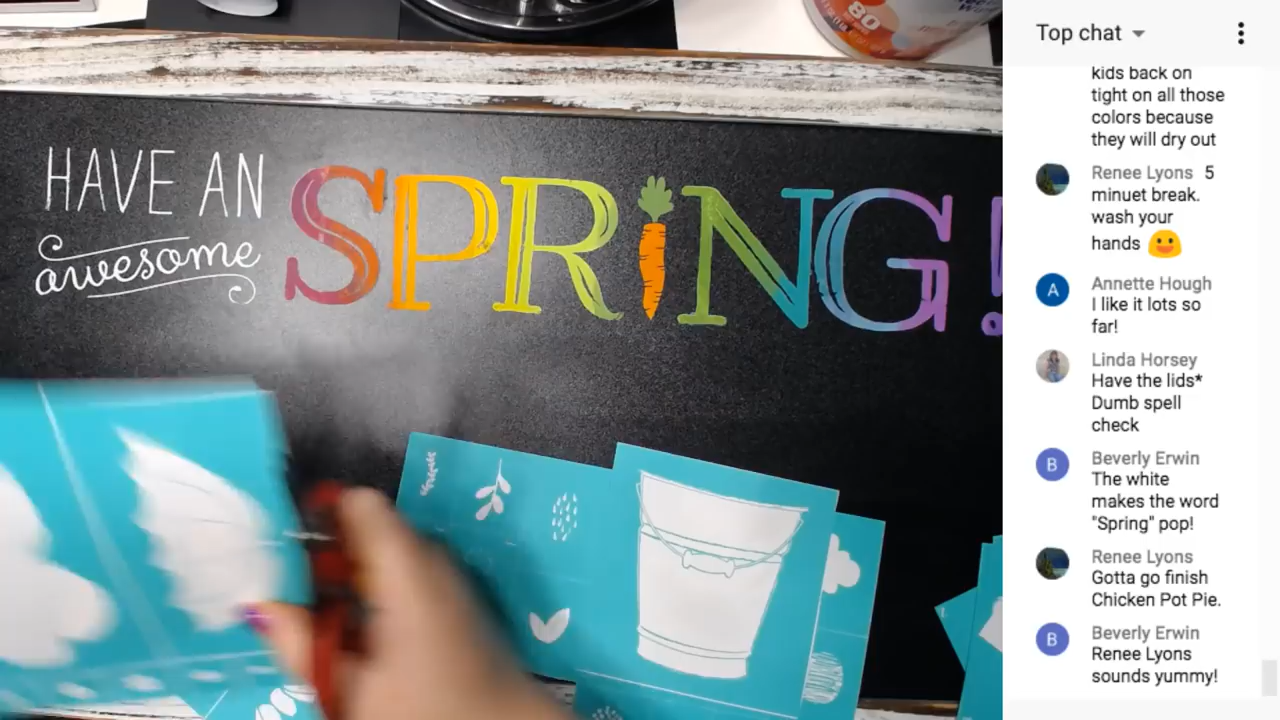 80
HAVE AN
awesome
SPRING!
Top chat
kids back on
tight on all those
colors because
they will dry out
Renee Lyons 5
minuet break.
wash your
hands 😃
A
Annette Hough
I like it lots so
far!
Linda Horsey
Have the lids*
Dumb spell
check
B
Beverly Erwin
The white
makes the word
"Spring" pop!
Renee Lyons
Gotta go finish
Chicken Pot Pie.
B
Beverly Erwin
Renee Lyons
sounds yummy!